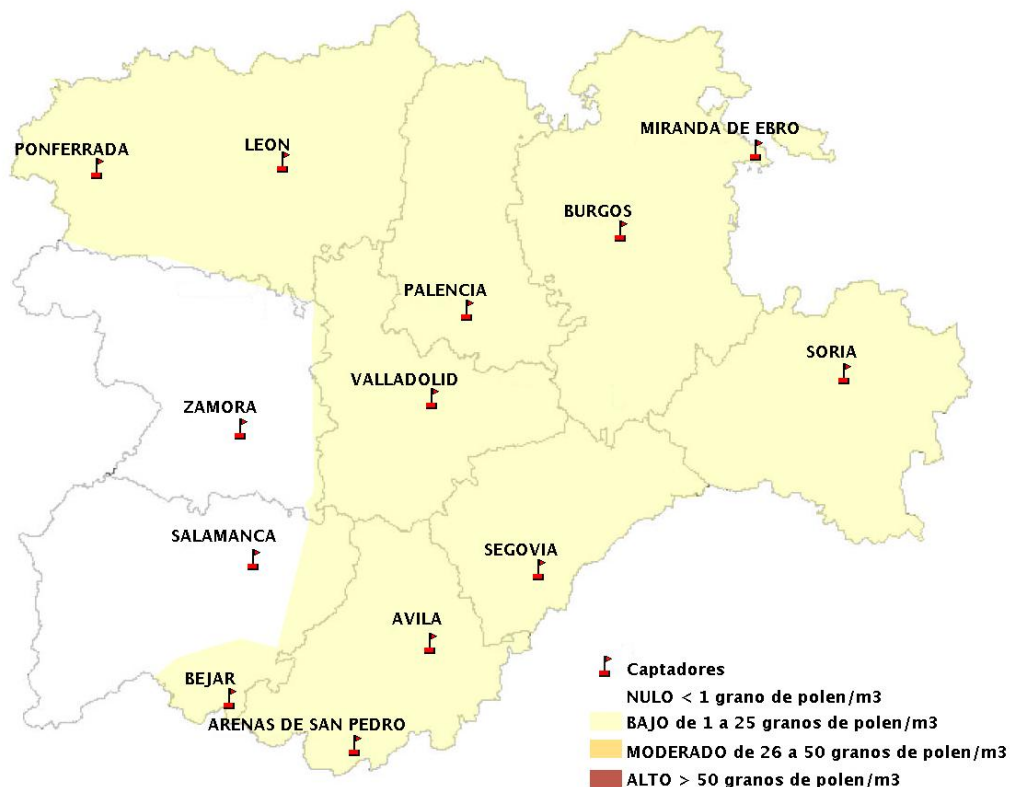 MIRANDA DE EBRO
PONFERRADA
LEON
BURGOS
PALENCIA
SORIA
VALLADOLID
ZAMORA
SALAMANCA
SEGOVIA
AVILA
BEJAR
ARENAS DE SAN PEDRO
Captadores
NULO < 1 grano de polen/m3
BAJO de 1 a 25 granos de polen/m3
MODERADO de 26 a 50 granos de polen/m3
ALTO > 50 granos de polen/m3